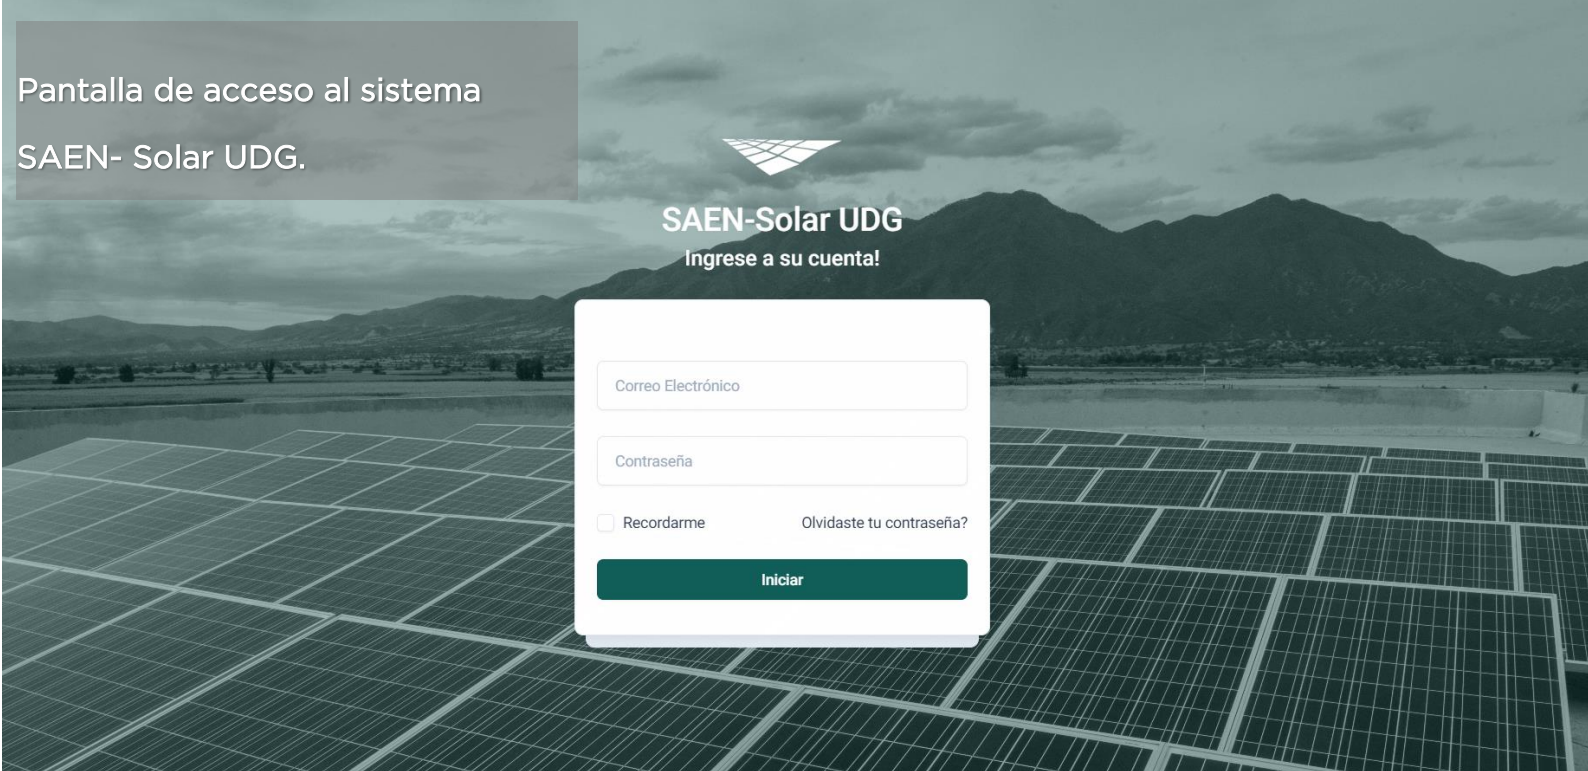 Pantalla de acceso al sistema
SAEN- Solar UDG.
SAEN-Solar UDG
Ingrese a su cuenta!
Correo Electrónico
Contraseña
Recordarme
Olvidaste tu contraseña?
Iniciar